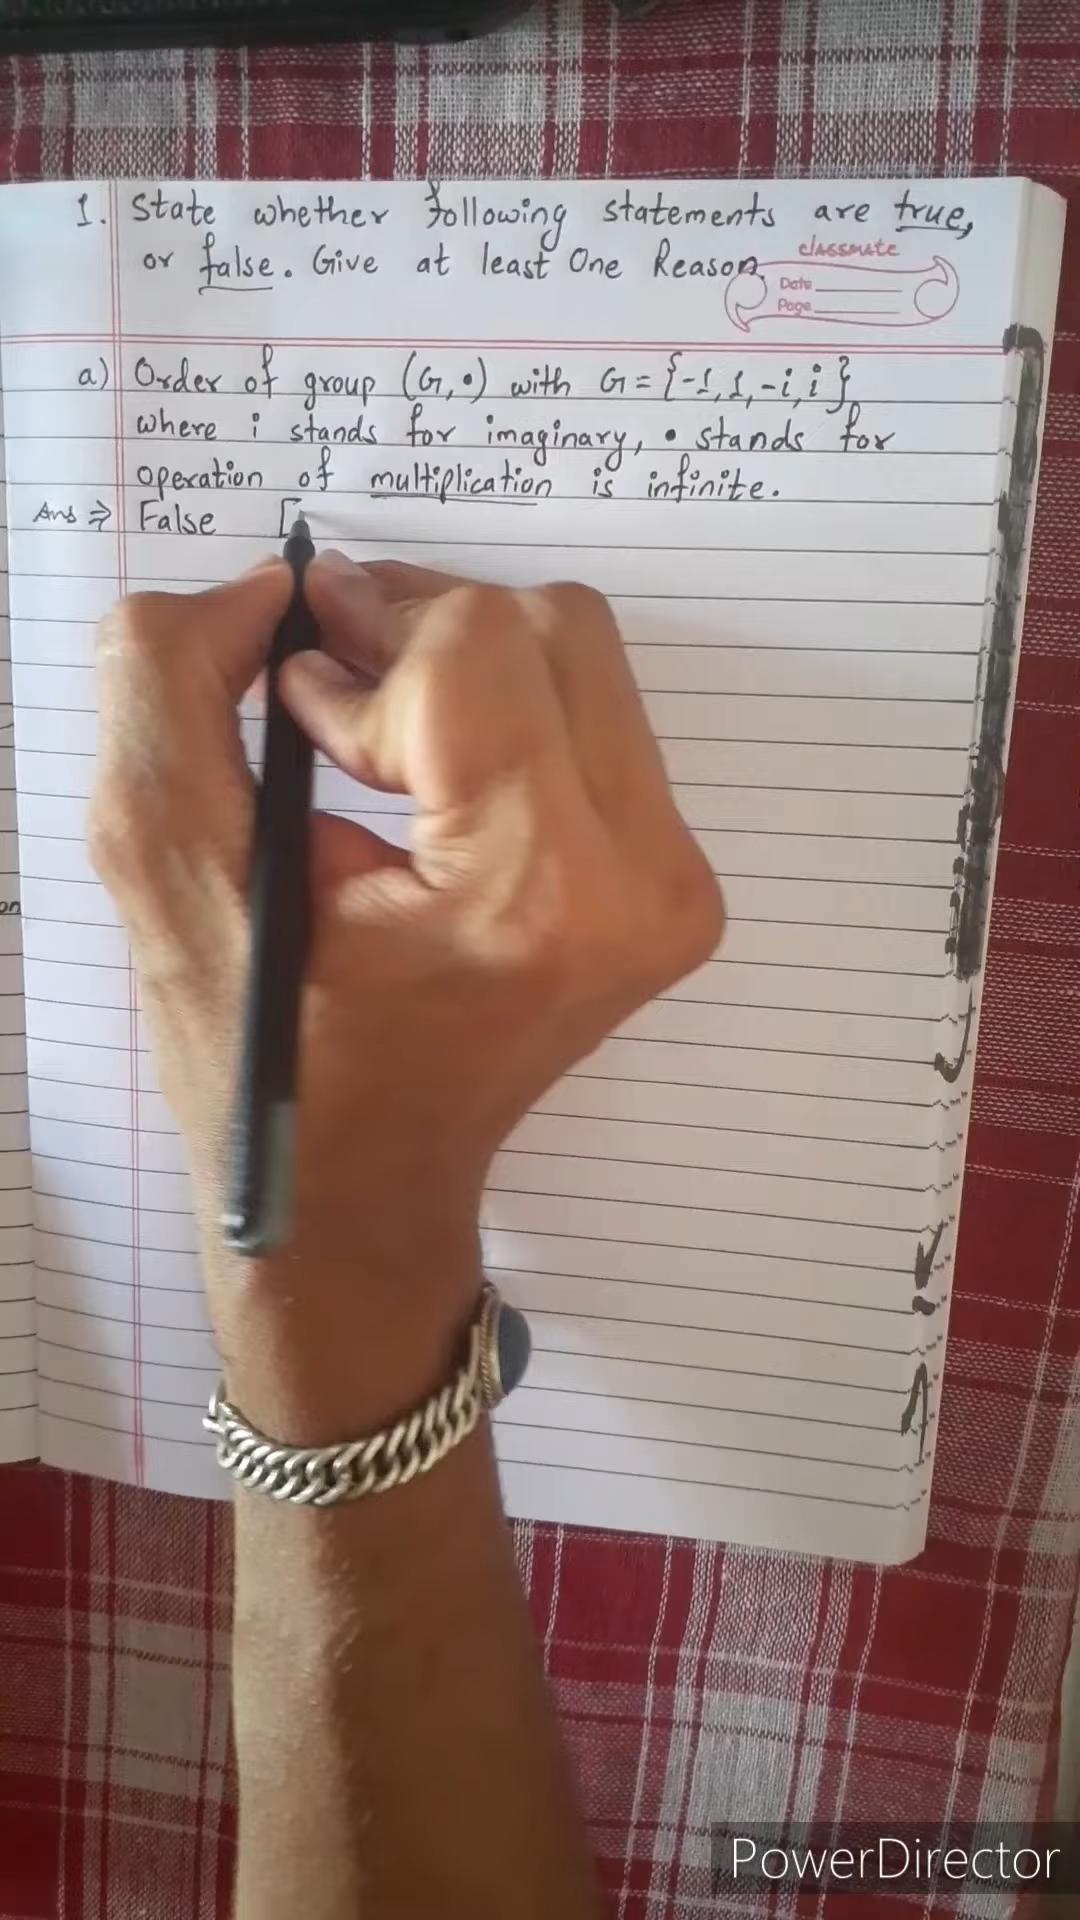 1. State whether following statements are true,
or false. Give at least One Reason.
classmate
Date
Page
a) Order of group (G, •) with G = {-1, 1, -i, i}
where i stands for imaginary, • stands for
operation of multiplication is infinite.
Ans ⇒ False [
on
PowerDirector